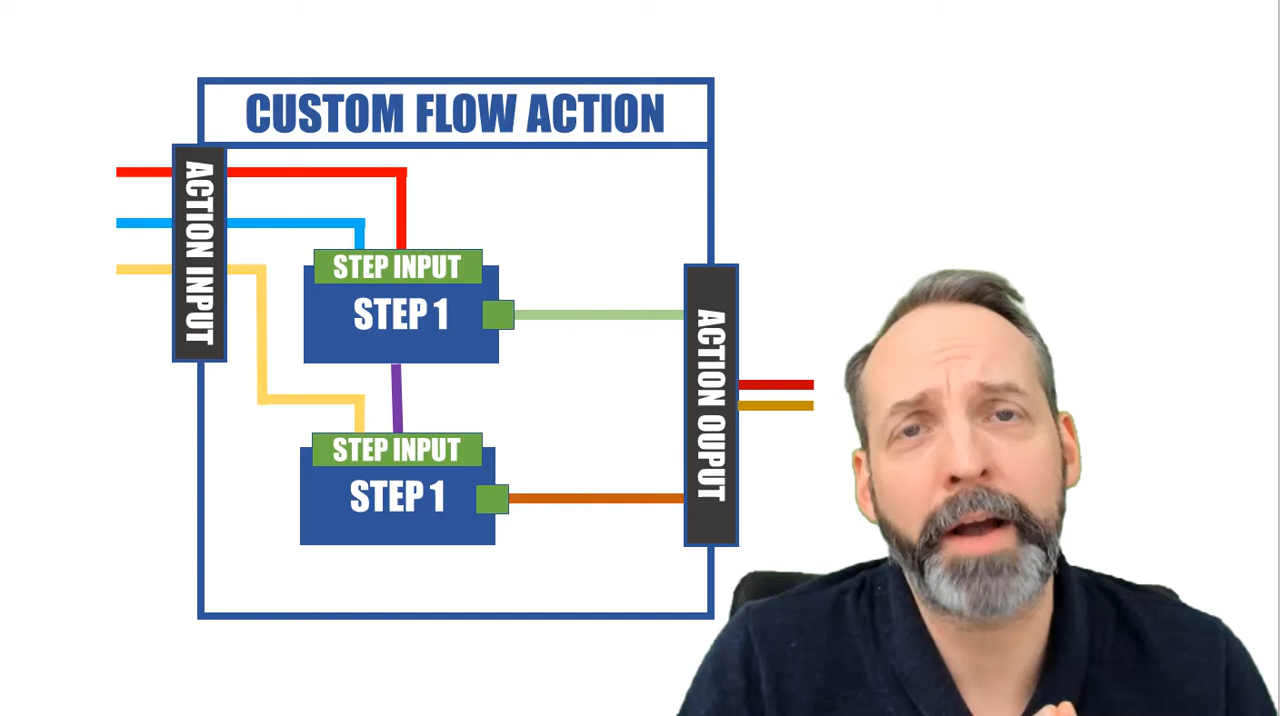 CUSTOM FLOW ACTION
ACTION INPUT
STEP INPUT
STEP 1
ACTION OUPUT
STEP INPUT
STEP 1